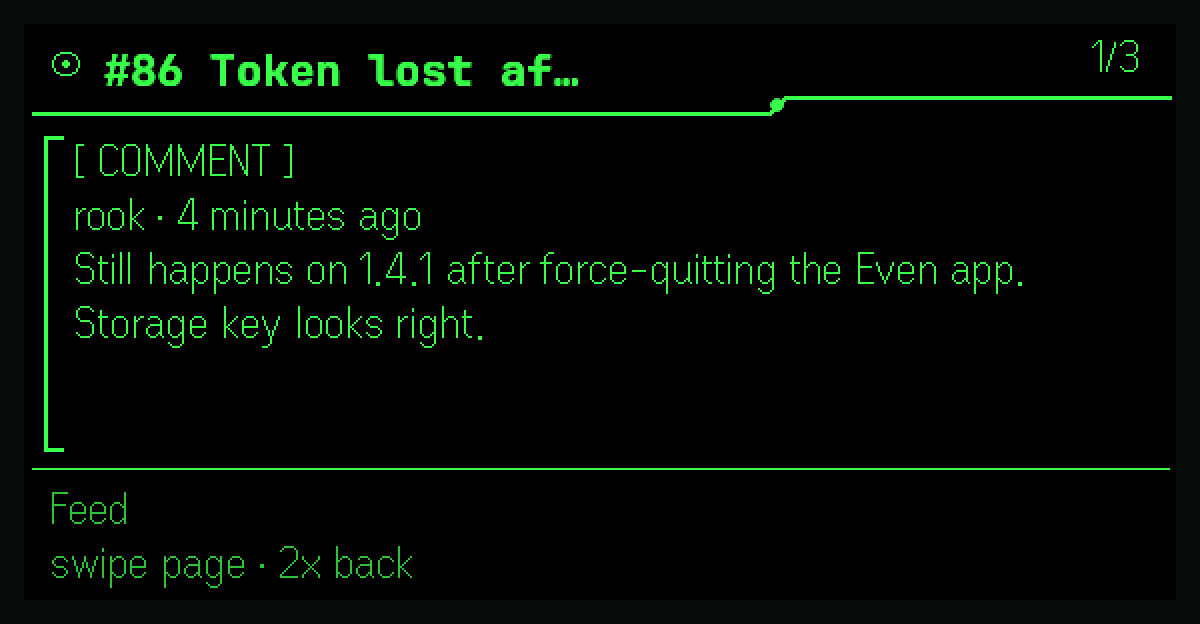 #86 Token lost af…
1/3
[ COMMENT ]
rook · 4 minutes ago
Still happens on 1.4.1 after force-quitting the Even app.
Storage key looks right.
Feed
swipe page · 2x back